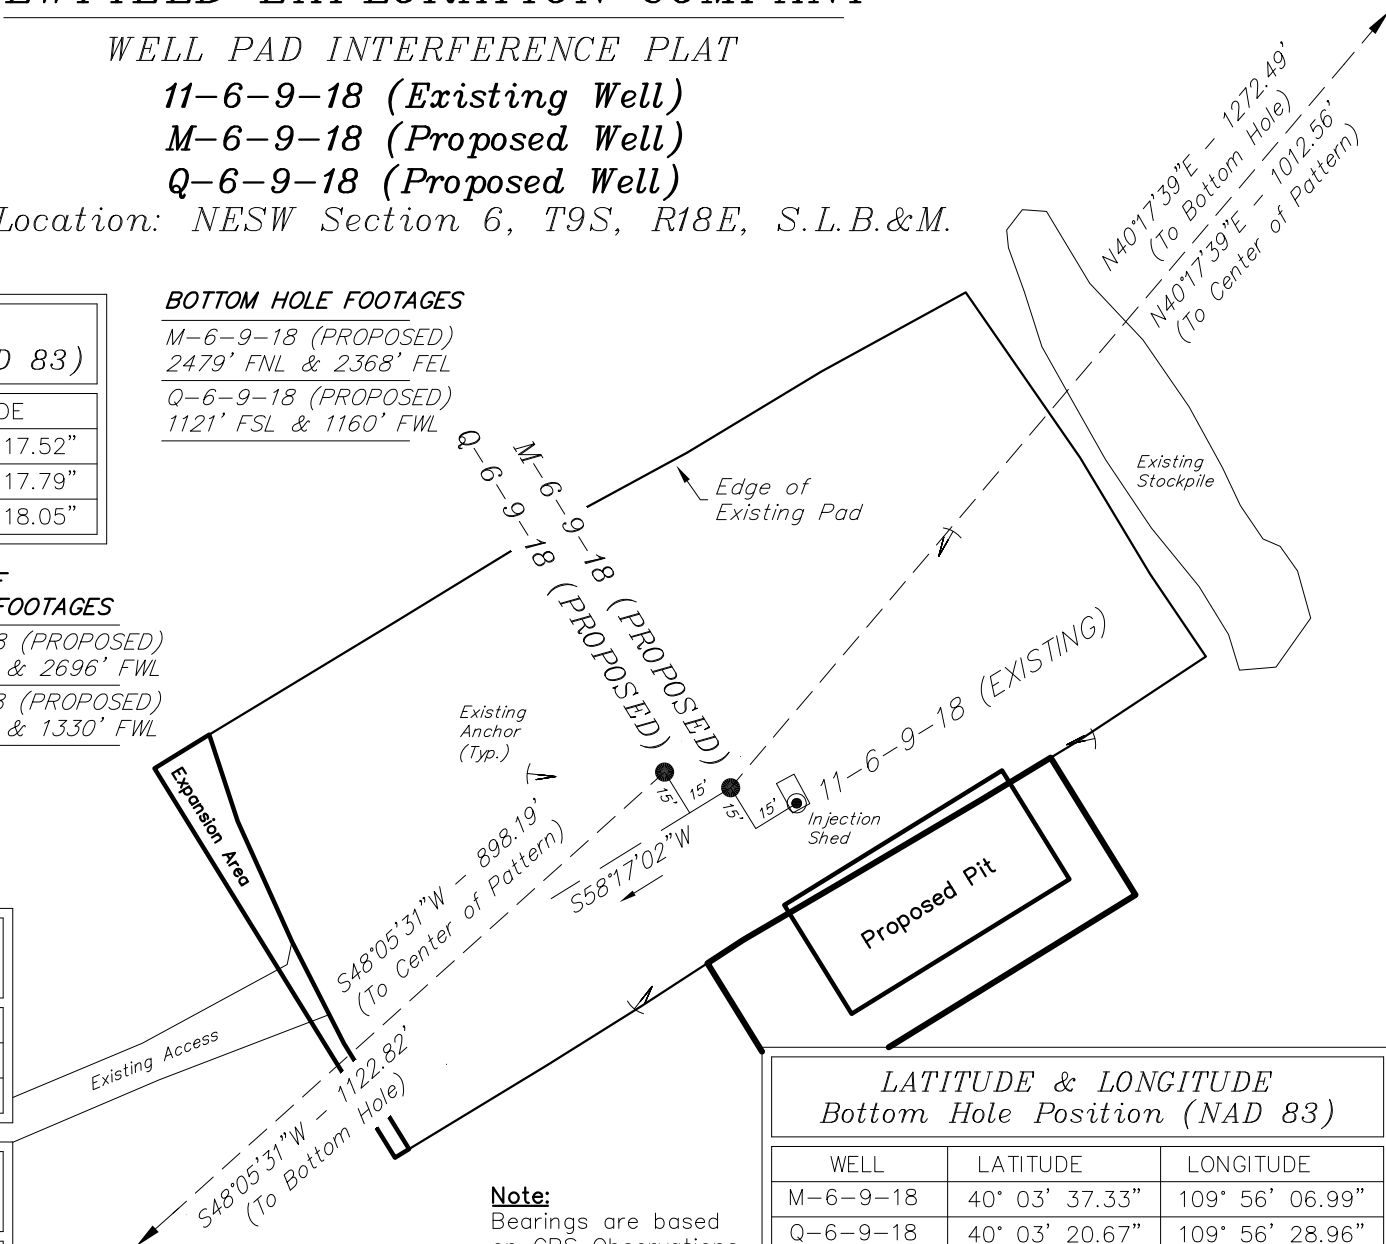 WELL PAD INTERFERENCE PLAT
11-6-9-18 (Existing Well)
M-6-9-18 (Proposed Well)
Q-6-9-18 (Proposed Well)
Location: NESW Section 6, T9S, R18E, S.L.B.&M.
BOTTOM HOLE FOOTAGES
M-6-9-18 (PROPOSED)
2479' FNL & 2368' FEL
Q-6-9-18 (PROPOSED)
1121' FSL & 1160' FWL
83)
17.52"
17.79"
18.05"
FOOTAGES
(PROPOSED)
& 2696' FWL
(PROPOSED)
& 1330' FWL
N40°17'39"E - 1272.49'
(To Bottom Hole)
N40°17'39"E - 1012.56'
(To Center of Pattern)
Existing
Stockpile
Edge of
Existing Pad
Q-6-9-18 (PROPOSED)
M-6-9-18 (PROPOSED)
11-6-9-18 (EXISTING)
Existing
Anchor
(Typ.)
15'
15'
15'
15'
Injection
Shed
S58°17'02"W
Expansion Area
Proposed Pit
S48°05'31"W - 898.19'
(To Center of Pattern)
Existing Access
S48°05'31"W - 1122.82'
(To Bottom Hole)
Note:
Bearings are based
on GPS Observations
LATITUDE & LONGITUDE
Bottom Hole Position (NAD 83)
WELL LATITUDE LONGITUDE
M-6-9-18 40° 03' 37.33" 109° 56' 06.99"
Q-6-9-18 40° 03' 20.67" 109° 56' 28.96"